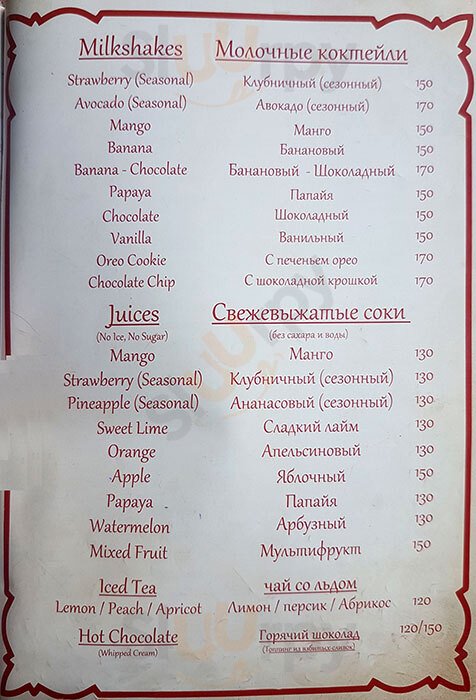 Milkshakes Молочные коктейли
Strawberry (Seasonal) Клубничный (сезонный) 150
Avocado (Seasonal) Авокадо (сезонный) 170
Mango Манго 150
Banana Банановый 150
Banana - Chocolate Банановый - Шоколадный 170
Papaya Папайя 150
Chocolate Шоколадный 150
Vanilla Ванильный 150
Oreo Cookie С печеньем орео 170
Chocolate Chip С шоколадной крошкой 170
Juices Свежевыжатые соки
(No Ice, No Sugar) (без сахара и воды)
Mango Манго 130
Strawberry (Seasonal) Клубничный (сезонный) 130
Pineapple (Seasonal) Ананасовый (сезонный) 130
Sweet Lime Сладкий лайм 130
Orange Апельсиновый 130
Apple Яблочный 150
Papaya Папайя 130
Watermelon Арбузный 130
Mixed Fruit Мультифрукт 150
Iced Tea чай со льдом
Lemon / Peach / Apricot Лимон / персик / Абрикос 120
Hot Chocolate Горячий шоколад 120/150
(Whipped Cream) (Топпинг из взбитых сливок)